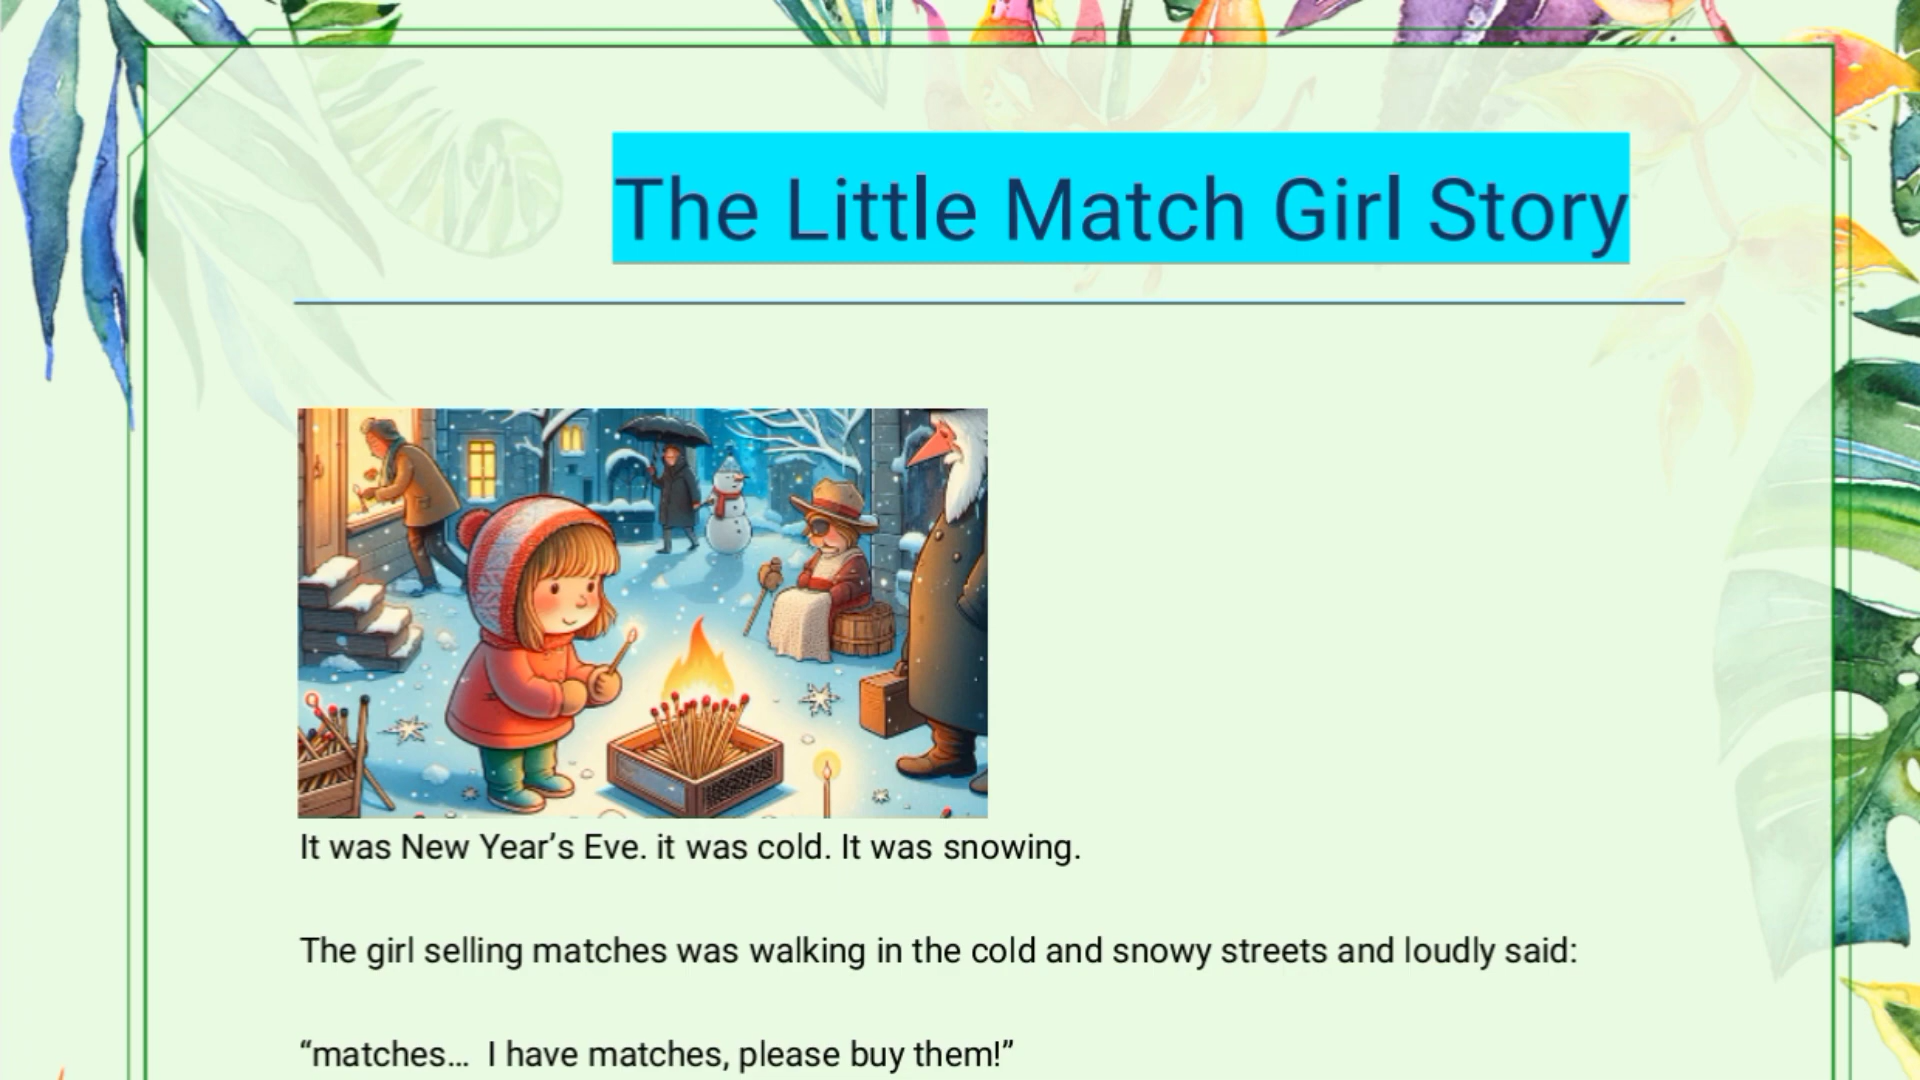 The Little Match Girl Story
It was New Year’s Eve. it was cold. It was snowing.
The girl selling matches was walking in the cold and snowy streets and loudly said:
“matches...  I have matches, please buy them!”